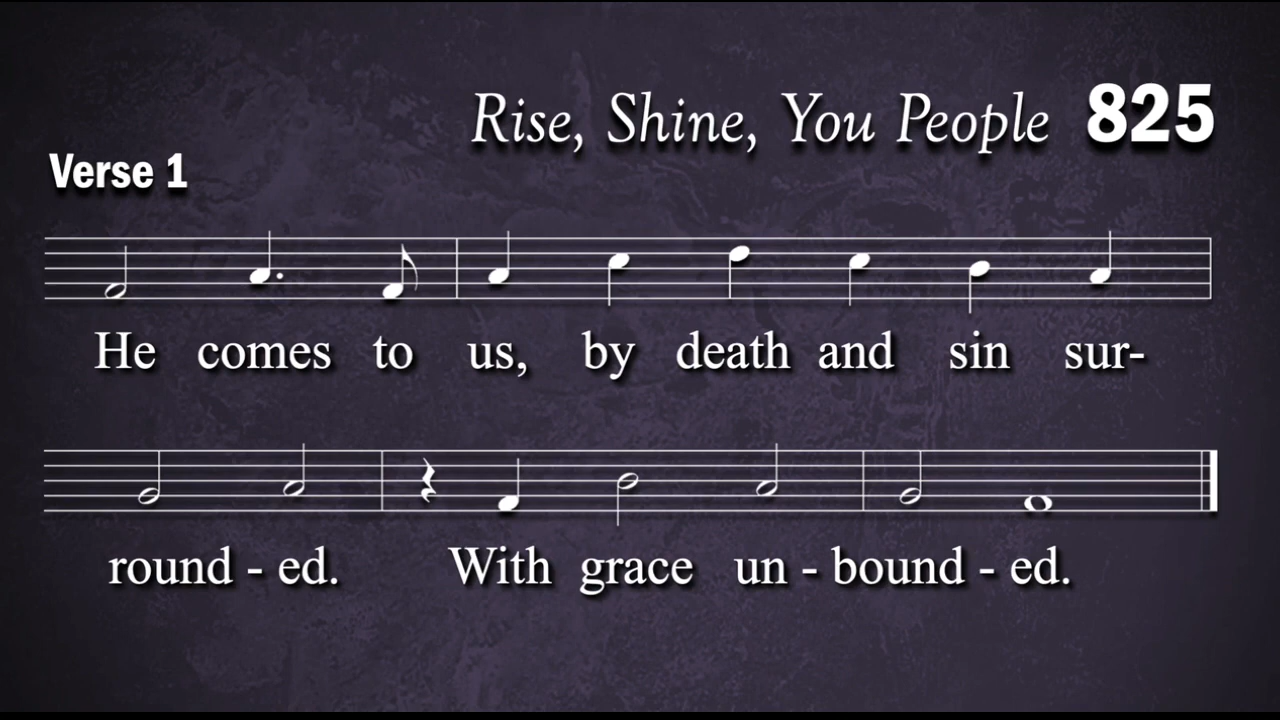 Rise, Shine, You People 825
Verse 1
He comes to us, by death and sin sur-
round - ed. With grace un - bound - ed.